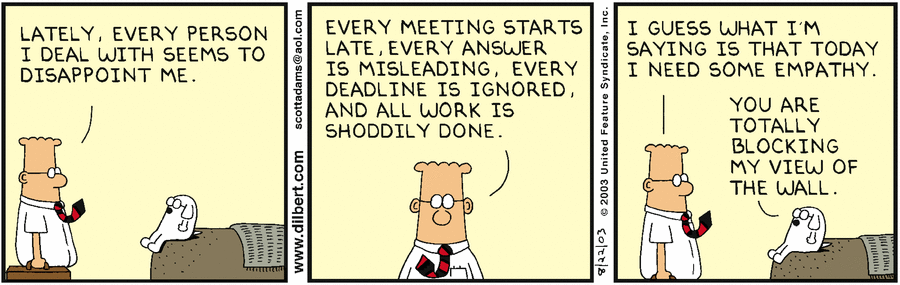 LATELY, EVERY PERSON
I DEAL WITH SEEMS TO
DISAPPOINT ME.
www.dilbert.com scottadams@aol.com
EVERY MEETING STARTS
LATE, EVERY ANSWER
IS MISLEADING, EVERY
DEADLINE IS IGNORED,
AND ALL WORK IS
SHODDILY DONE.
8/22/03 © 2003 United Feature Syndicate, Inc.
I GUESS WHAT I'M
SAYING IS THAT TODAY
I NEED SOME EMPATHY.
YOU ARE
TOTALLY
BLOCKING
MY VIEW OF
THE WALL.